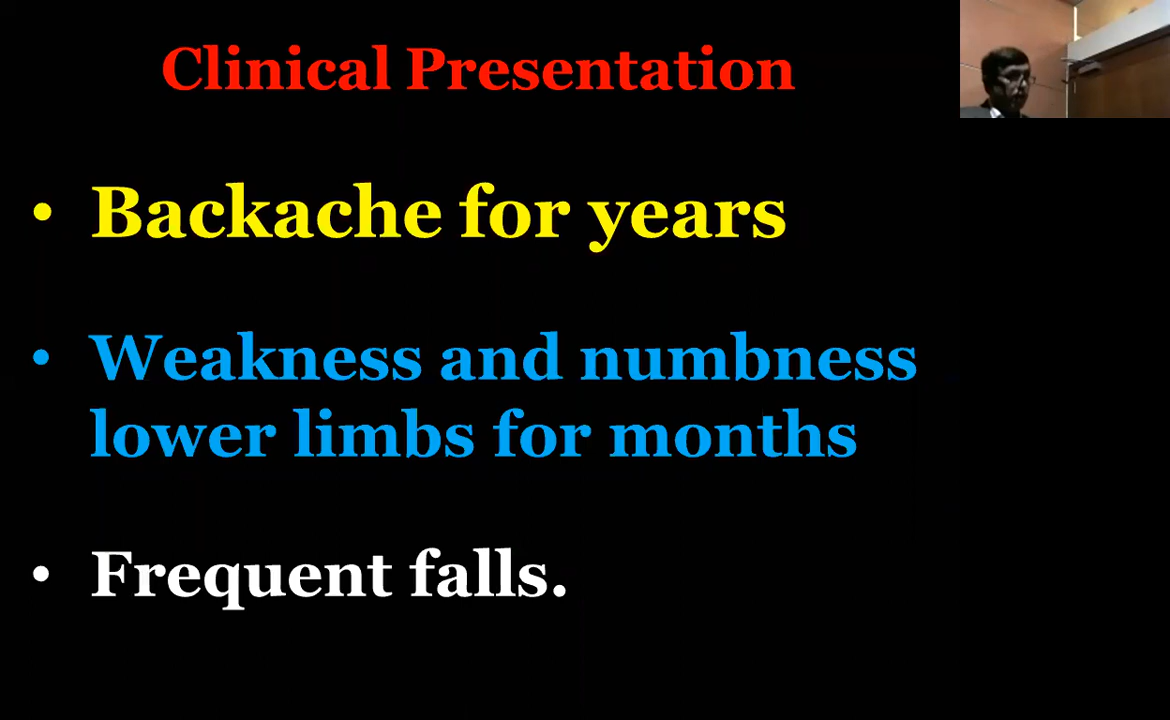 Clinical Presentation
• Backache for years
• Weakness and numbness
lower limbs for months
• Frequent falls.